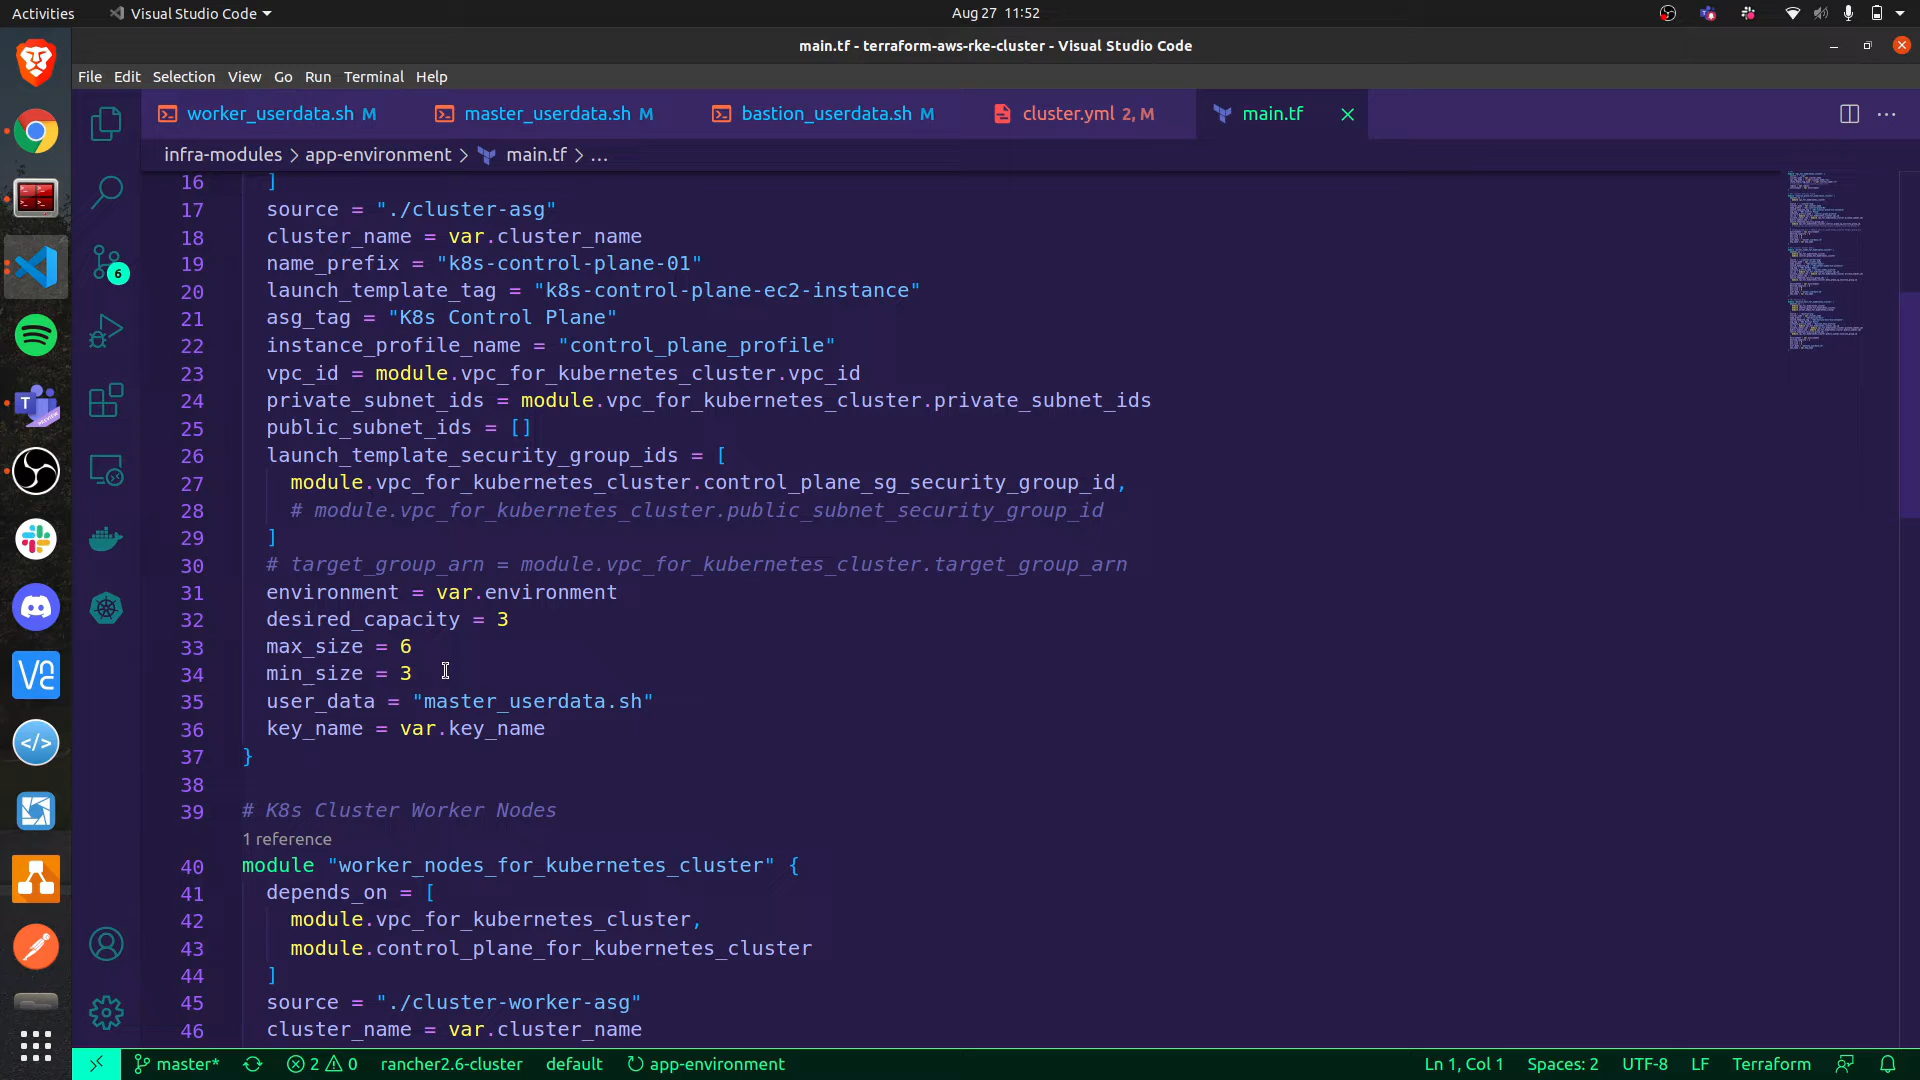 Activities
Visual Studio Code
Aug 27 11:52
main.tf - terraform-aws-rke-cluster - Visual Studio Code
File Edit Selection View Go Run Terminal Help
worker_userdata.sh M
master_userdata.sh M
bastion_userdata.sh M
cluster.yml 2, M
main.tf
infra-modules > app-environment > main.tf > ...
16 ]
17 source = "./cluster-asg"
18 cluster_name = var.cluster_name
19 name_prefix = "k8s-control-plane-01"
20 launch_template_tag = "k8s-control-plane-ec2-instance"
21 asg_tag = "K8s Control Plane"
22 instance_profile_name = "control_plane_profile"
23 vpc_id = module.vpc_for_kubernetes_cluster.vpc_id
24 private_subnet_ids = module.vpc_for_kubernetes_cluster.private_subnet_ids
25 public_subnet_ids = []
26 launch_template_security_group_ids = [
27 module.vpc_for_kubernetes_cluster.control_plane_sg_security_group_id,
28 # module.vpc_for_kubernetes_cluster.public_subnet_security_group_id
29 ]
30 # target_group_arn = module.vpc_for_kubernetes_cluster.target_group_arn
31 environment = var.environment
32 desired_capacity = 3
33 max_size = 6
34 min_size = 3
35 user_data = "master_userdata.sh"
36 key_name = var.key_name
37 }
38
39 # K8s Cluster Worker Nodes
1 reference
40 module "worker_nodes_for_kubernetes_cluster" {
41 depends_on = [
42 module.vpc_for_kubernetes_cluster,
43 module.control_plane_for_kubernetes_cluster
44 ]
45 source = "./cluster-worker-asg"
46 cluster_name = var.cluster_name
6
master*
2 0
rancher2.6-cluster
default
app-environment
Ln 1, Col 1
Spaces: 2
UTF-8
LF
Terraform